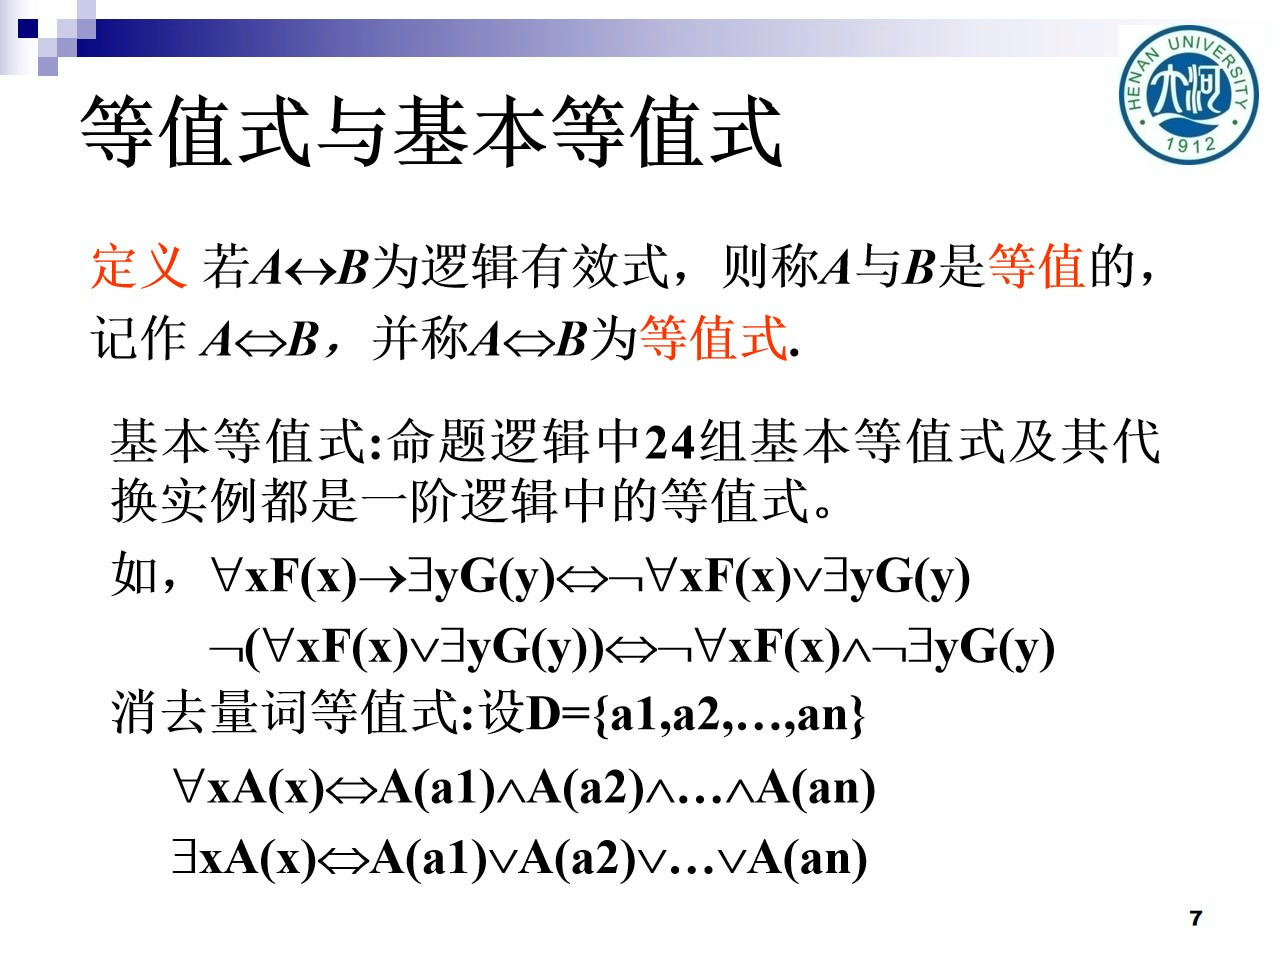 HENAN UNIVERSITY
1912
等值式与基本等值式
定义 若A↔B为逻辑有效式，则称A与B是等值的，
记作 A⇔B，并称A⇔B为等值式.
基本等值式:命题逻辑中24组基本等值式及其代
换实例都是一阶逻辑中的等值式。
如，∀xF(x)→∃yG(y)⇔¬∀xF(x)∨∃yG(y)
¬(∀xF(x)∨∃yG(y))⇔¬∀xF(x)∧¬∃yG(y)
消去量词等值式:设D={a1,a2,…,an}
∀xA(x)⇔A(a1)∧A(a2)∧…∧A(an)
∃xA(x)⇔A(a1)∨A(a2)∨…∨A(an)
7